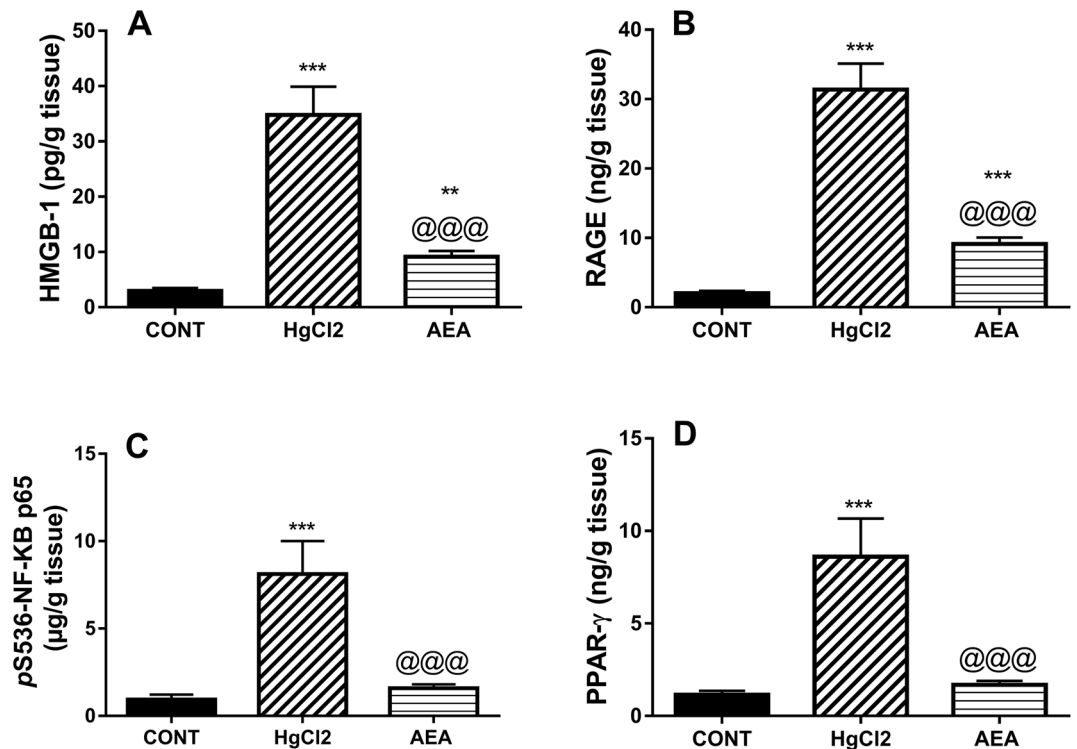 A
HMGB-1 (pg/g tissue)
50
40
30
20
10
0
***
**
@@@
CONT HgCl2 AEA
B
RAGE (ng/g tissue)
40
30
20
10
0
***
***
@@@
CONT HgCl2 AEA
C
pS536-NF-KB p65
(µg/g tissue)
15
10
5
0
***
@@@
CONT HgCl2 AEA
D
PPAR-γ (ng/g tissue)
15
10
5
0
***
@@@
CONT HgCl2 AEA